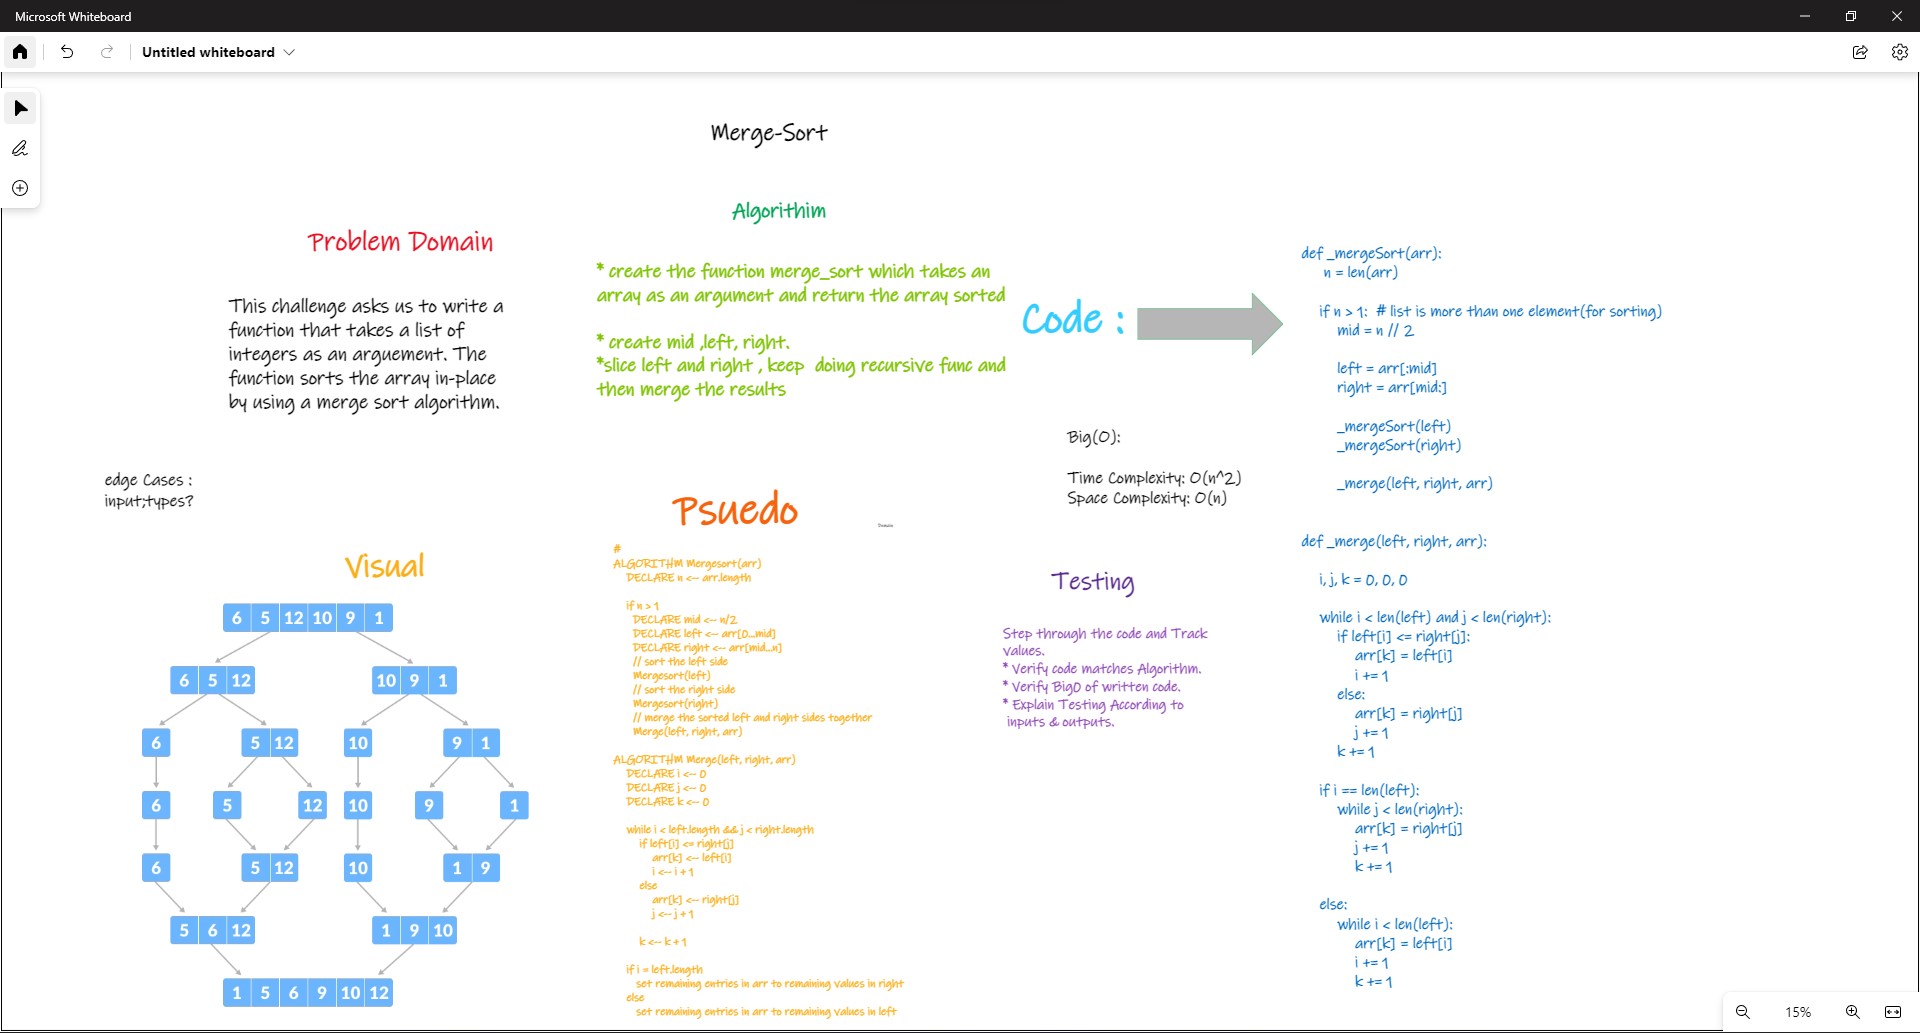 Microsoft Whiteboard
Untitled whiteboard
Merge-Sort
Algorithim
Problem Domain
* create the function merge_sort which takes an
array as an argument and return the array sorted
* create mid ,left, right.
*slice left and right , keep doing recursive func and
then merge the results
This challenge asks us to write a
function that takes a list of
integers as an arguement. The
function sorts the array in-place
by using a merge sort algorithm.
Code :
def _mergeSort(arr):
n = len(arr)
if n > 1: # list is more than one element(for sorting)
mid = n // 2
left = arr[:mid]
right = arr[mid:]
_mergeSort(left)
_mergeSort(right)
_merge(left, right, arr)
def _merge(left, right, arr):
i, j, k = 0, 0, 0
while i < len(left) and j < len(right):
if left[i] <= right[j]:
arr[k] = left[i]
i += 1
else:
arr[k] = right[j]
j += 1
k += 1
if i == len(left):
while j < len(right):
arr[k] = right[j]
j += 1
k += 1
else:
while i < len(left):
arr[k] = left[i]
i += 1
k += 1
Big(O):
Time Complexity: O(n^2)
Space Complexity: O(n)
edge Cases :
input;types?
Psuedo
#
ALGORITHM Mergesort(arr)
DECLARE n <-- arr.length
if n > 1
DECLARE mid <-- n/2
DECLARE left <-- arr[0...mid]
DECLARE right <-- arr[mid...n]
// sort the left side
Mergesort(left)
// sort the right side
Mergesort(right)
// merge the sorted left and right sides together
Merge(left, right, arr)
ALGORITHM Merge(left, right, arr)
DECLARE i <-- 0
DECLARE j <-- 0
DECLARE k <-- 0
while i < left.length && j < right.length
if left[i] <= right[j]
arr[k] <-- left[i]
i <-- i + 1
else
arr[k] <-- right[j]
j <-- j + 1
k <-- k + 1
if i = left.length
set remaining entries in arr to remaining values in right
else
set remaining entries in arr to remaining values in left
Testing
Step through the code and Track
values.
* Verify code matches Algorithm.
* Verify BigO of written code.
* Explain Testing According to
inputs & outputs.
Visual
6 5 12 10 9 1
6 5 12 10 9 1
6 5 12 10 9 1
6 5 12 10 9 1
6 5 12 10 1 9
5 6 12 1 9 10
1 5 6 9 10 12
15%